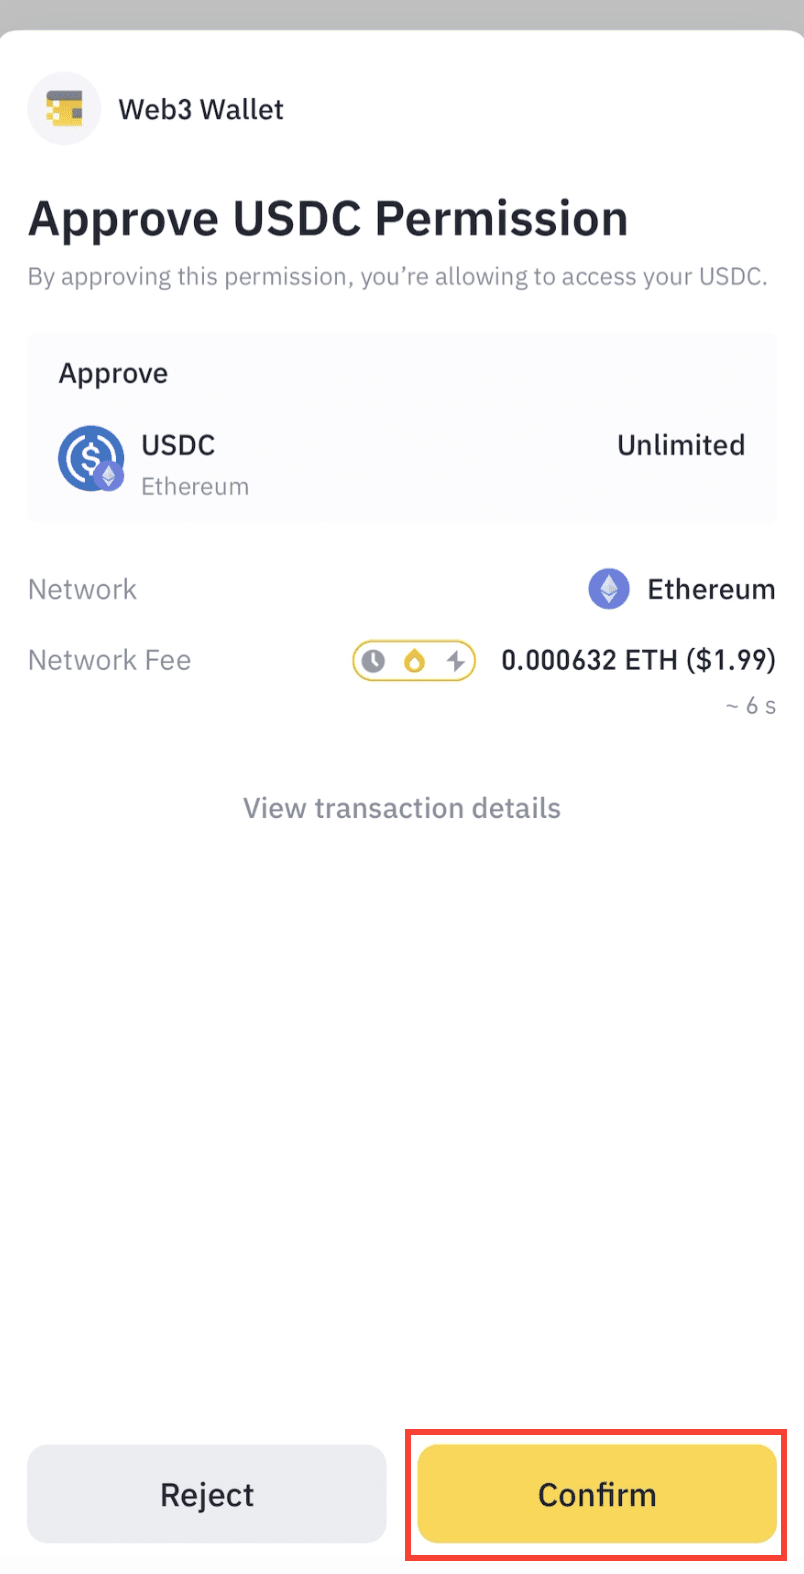 Web3 Wallet
Approve USDC Permission
By approving this permission, you’re allowing to access your USDC.
Approve
USDC
Unlimited
Ethereum
Network
Ethereum
Network Fee
0.000632 ETH ($1.99)
~ 6 s
View transaction details
Reject
Confirm